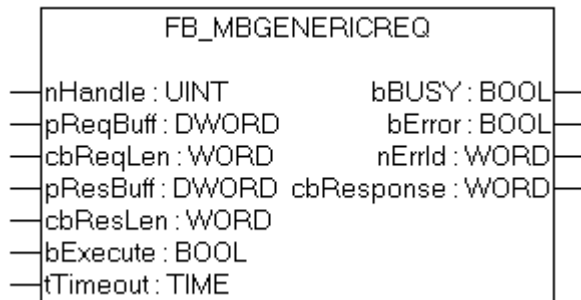 FB_MBGENERICREQ
nHandle : UINT bBUSY : BOOL
pReqBuff : DWORD bError : BOOL
cbReqLen : WORD nErrId : WORD
pResBuff : DWORD cbResponse : WORD
cbResLen : WORD
bExecute : BOOL
tTimeout : TIME